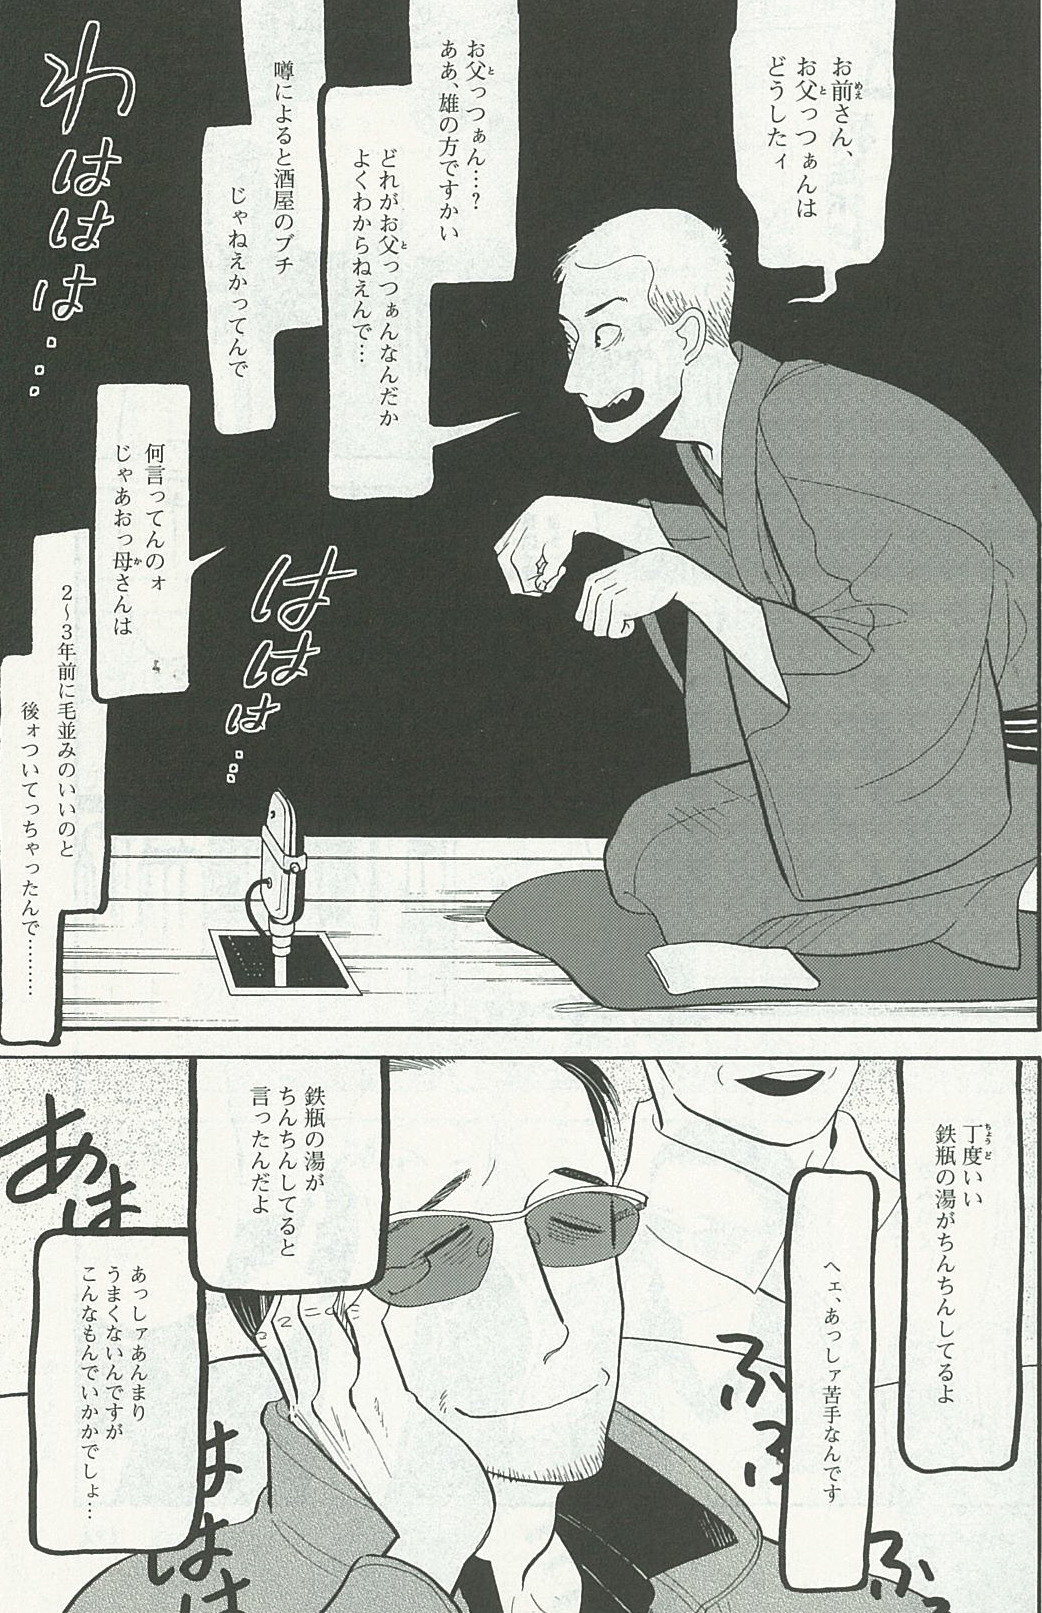 お前さん、
お父っつぁんは
どうしたィ
お父っつぁん…?
ああ、雄の方ですかい
どれがお父っつぁんなんだか
よくわからねえんで…
噂によると酒屋のブチ
じゃねえかってんで
わははは…
何言ってんのォ
じゃあおっ母さんは
2〜3年前に毛並みのいいのと
後ォついてっちゃったんで………
ははは…
丁度いい
鉄瓶の湯がちんちんしてるよ
ヘェ、あっしァ苦手なんです
鉄瓶の湯が
ちんちんしてると
言ったんだよ
あっしァあんまり
うまくないんですが
こんなもんでいかかでしょ…
あは
ははは
ふふ
ふふ